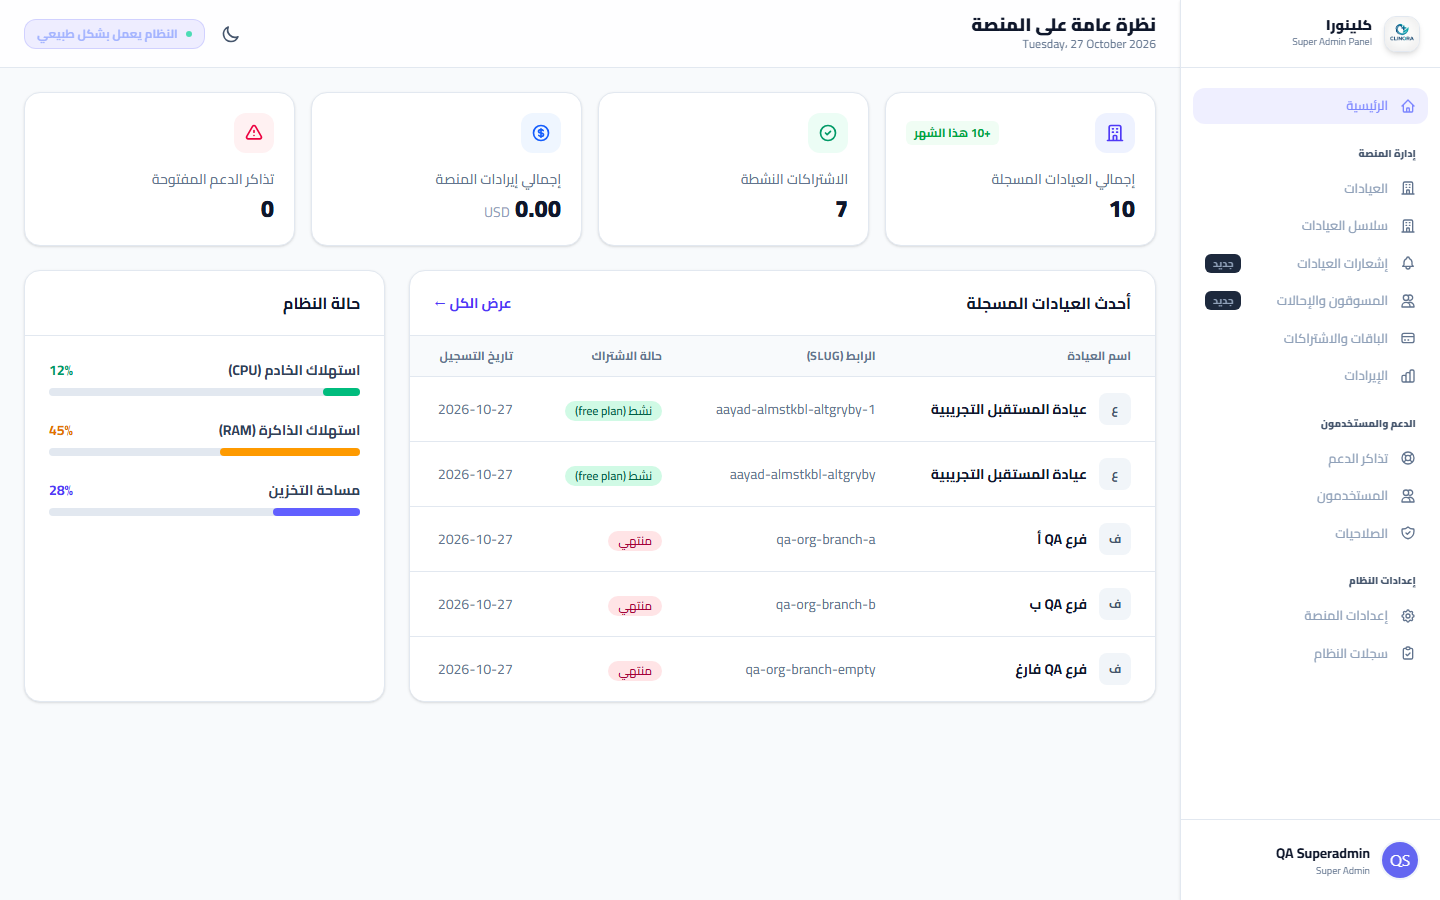 كلينورا
Super Admin Panel
CLINORA
الرئيسية
إدارة المنصة
العيادات
سلاسل العيادات
إشعارات العيادات
جديد
المسوقون والإحالات
جديد
الباقات والاشتراكات
الإيرادات
الدعم والمستخدمون
تذاكر الدعم
المستخدمون
الصلاحيات
إعدادات النظام
إعدادات المنصة
سجلات النظام
QS
QA Superadmin
Super Admin
نظرة عامة على المنصة
Tuesday، 27 October 2026
النظام يعمل بشكل طبيعي
+10 هذا الشهر
إجمالي العيادات المسجلة
10
الاشتراكات النشطة
7
إجمالي إيرادات المنصة
0.00 USD
تذاكر الدعم المفتوحة
0
أحدث العيادات المسجلة
عرض الكل ←
اسم العيادة الرابط (SLUG) حالة الاشتراك تاريخ التسجيل
ع عيادة المستقبل التجريبية aayad-almstkbl-altgryby-1 نشط (free plan) 2026-10-27
ع عيادة المستقبل التجريبية aayad-almstkbl-altgryby نشط (free plan) 2026-10-27
ف فرع QA أ qa-org-branch-a منتهي 2026-10-27
ف فرع QA ب qa-org-branch-b منتهي 2026-10-27
ف فرع QA فارغ qa-org-branch-empty منتهي 2026-10-27
حالة النظام
استهلاك الخادم (CPU) 12%
استهلاك الذاكرة (RAM) 45%
مساحة التخزين 28%